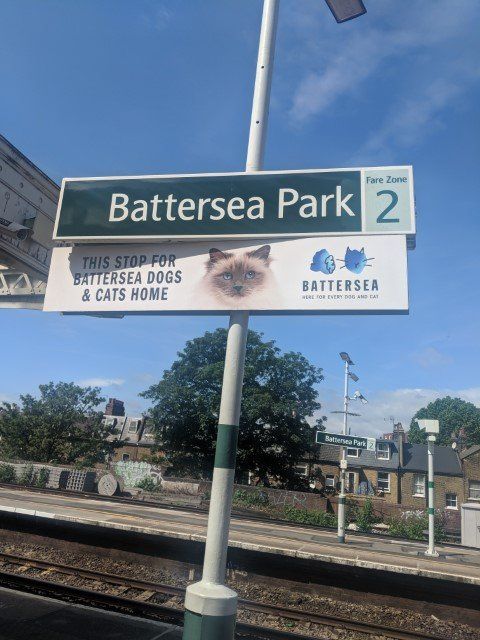 Battersea Park
Fare Zone
2
THIS STOP FOR
BATTERSEA DOGS
& CATS HOME
BATTERSEA
HERE FOR EVERY DOG AND CAT
Battersea Park 2